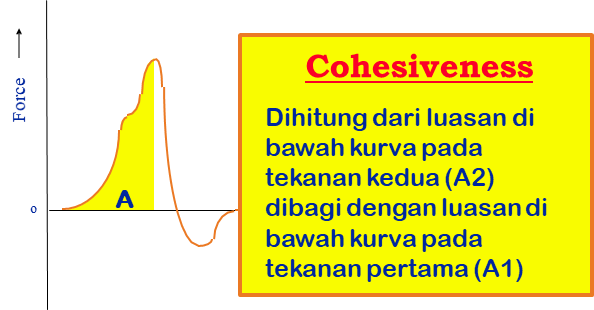 Force
0
A
Cohesiveness
Dihitung dari luasan di
bawah kurva pada
tekanan kedua (A2)
dibagi dengan luasan di
bawah kurva pada
tekanan pertama (A1)